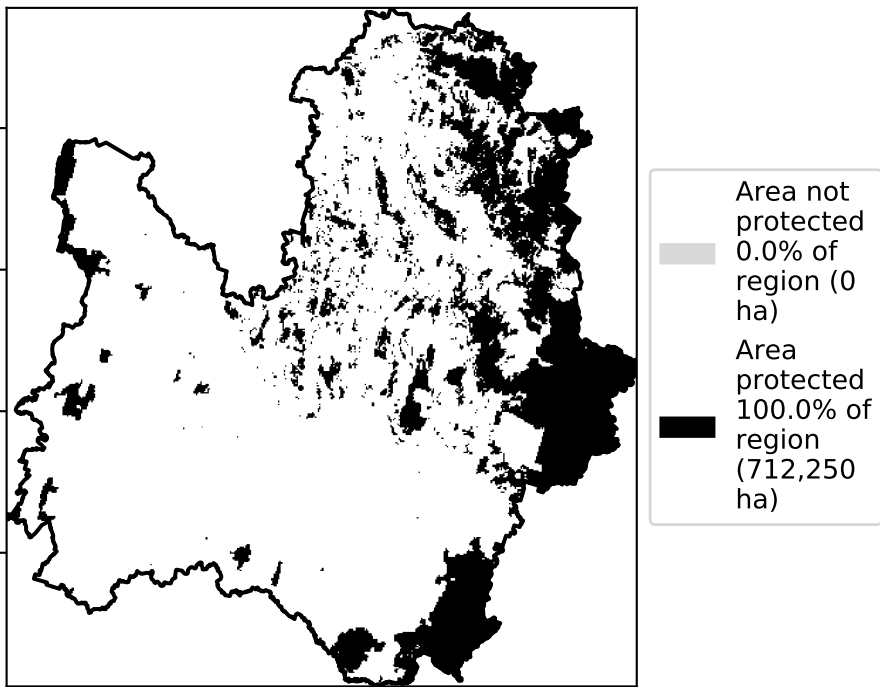 Area not
protected
0.0% of
region (0
ha)
Area
protected
100.0% of
region
(712,250
ha)